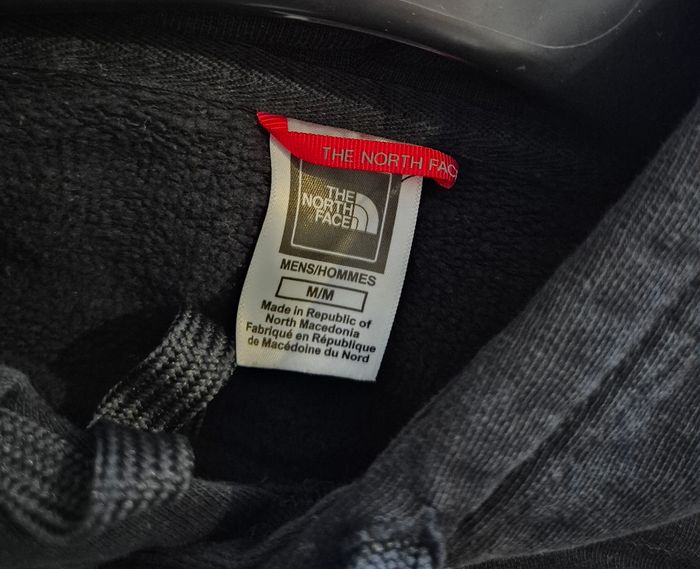 THE NORTH FACE
THE
NORTH
FACE
MENS/HOMMES
M/M
Made in Republic of
North Macedonia
Fabriqué en République
de Macédoine du Nord